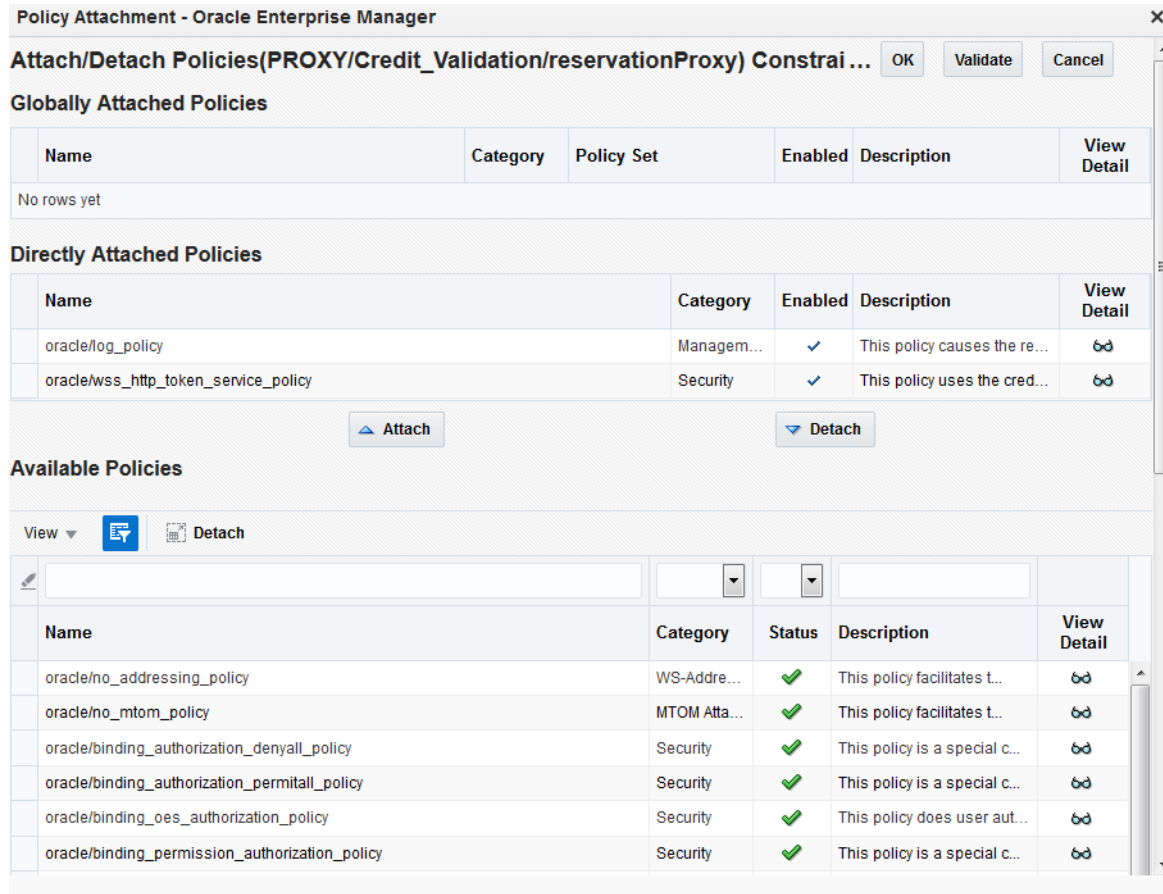 Policy Attachment - Oracle Enterprise Manager
Attach/Detach Policies(PROXY/Credit_Validation/reservationProxy) Constrai... OK Validate Cancel
Globally Attached Policies
Name Category Policy Set Enabled Description View Detail
No rows yet
Directly Attached Policies
Name Category Enabled Description View Detail
oracle/log_policy Managem... This policy causes the re...
oracle/wss_http_token_service_policy Security This policy uses the cred...
Attach Detach
Available Policies
View Detach
Name Category Status Description View Detail
oracle/no_addressing_policy WS-Addre... This policy facilitates t...
oracle/no_mtom_policy MTOM Atta... This policy facilitates t...
oracle/binding_authorization_denyall_policy Security This policy is a special c...
oracle/binding_authorization_permitall_policy Security This policy is a special c...
oracle/binding_oes_authorization_policy Security This policy does user aut...
oracle/binding_permission_authorization_policy Security This policy is a special c...